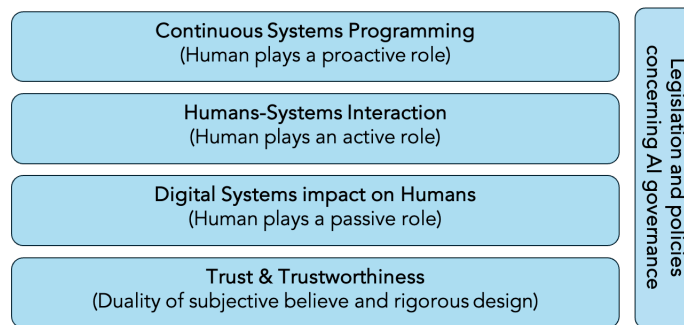 Continuous Systems Programming
(Human plays a proactive role)
Humans-Systems Interaction
(Human plays an active role)
Digital Systems impact on Humans
(Human plays a passive role)
Trust & Trustworthiness
(Duality of subjective believe and rigorous design)
Legislation and policies
concerning AI governance